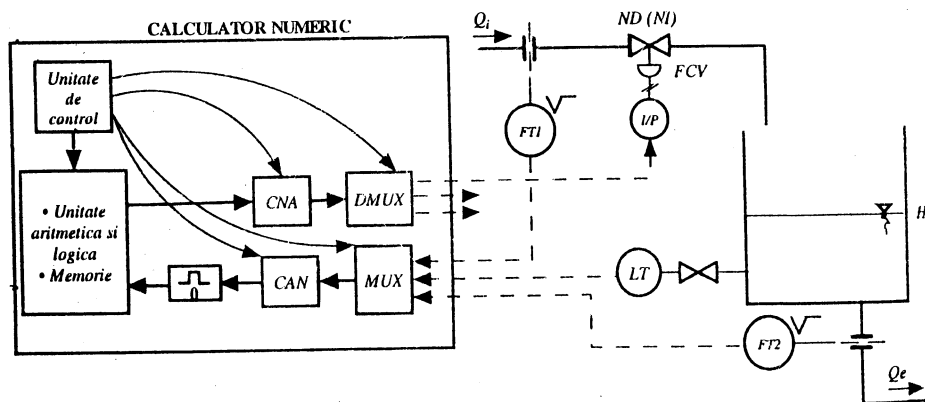 CALCULATOR NUMERIC
Unitate
de
control
• Unitate
aritmetica si
logica
• Memorie
CNA
DMUX
0
CAN
MUX
Qi
ND (NI)
FCV
FT1
√
I/P
H
LT
FT2
√
Qe